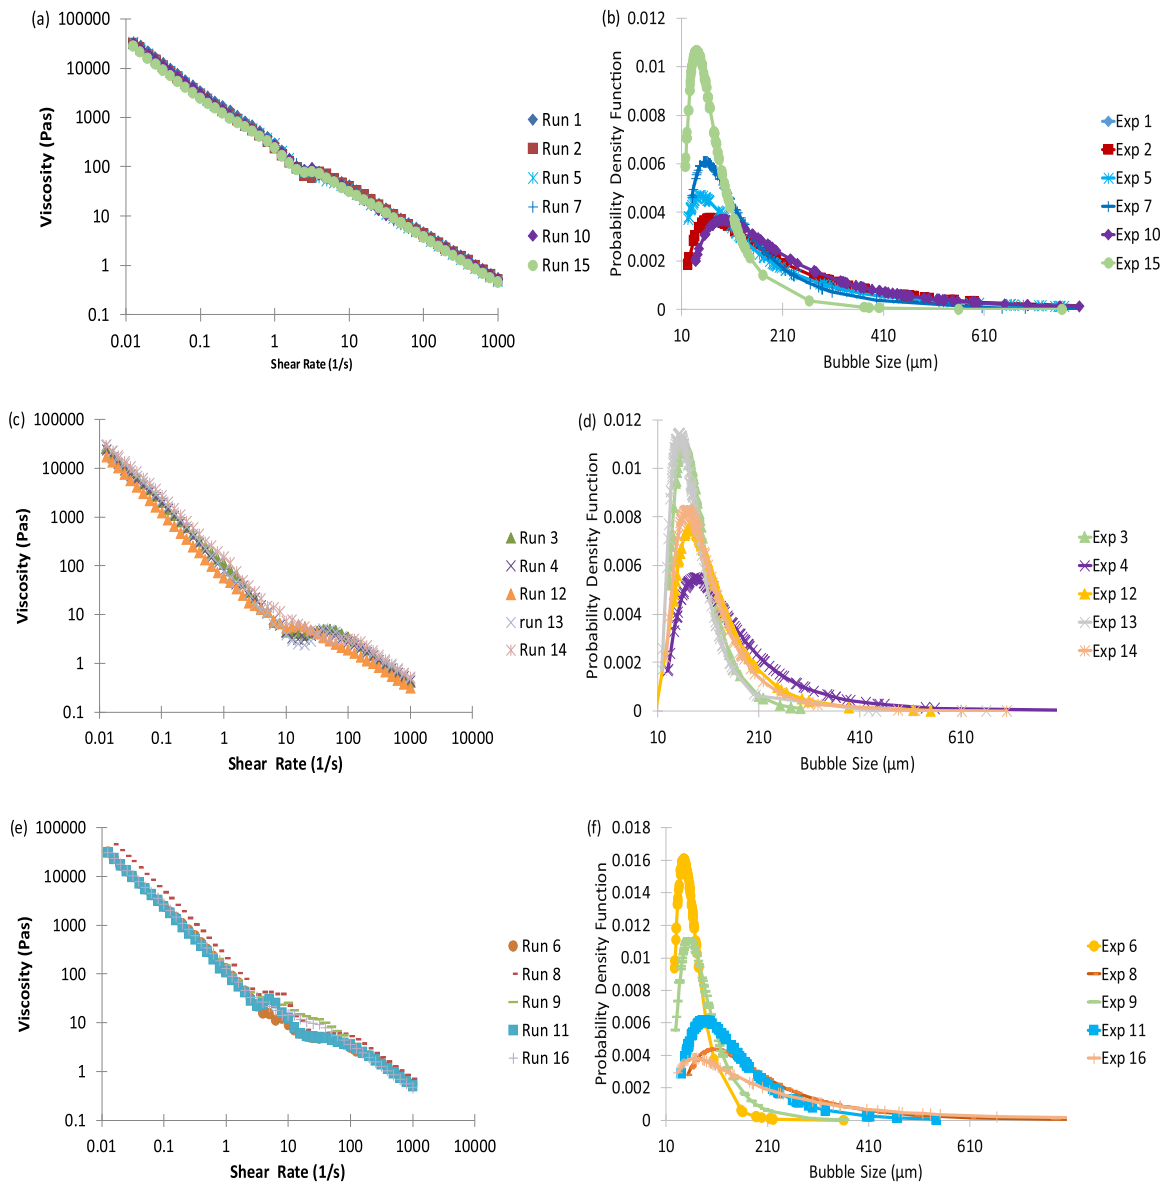 (a)
100000
10000
1000
100
10
1
0.1
Viscosity (Pas)
0.01
0.1
1
10
100
1000
Shear Rate (1/s)
Run 1
Run 2
Run 5
Run 7
Run 10
Run 15
(b)
0.012
0.01
0.008
0.006
0.004
0.002
0
Probability Density Function
10
210
410
610
Bubble Size (μm)
Exp 1
Exp 2
Exp 5
Exp 7
Exp 10
Exp 15
(c)
100000
10000
1000
100
10
1
0.1
Viscosity (Pas)
0.01
0.1
1
10
100
1000
10000
Shear Rate (1/s)
Run 3
Run 4
Run 12
run 13
Run 14
(d)
0.012
0.01
0.008
0.006
0.004
0.002
0
Probability Density Function
10
210
410
610
Bubble Size (μm)
Exp 3
Exp 4
Exp 12
Exp 13
Exp 14
(e)
100000
10000
1000
100
10
1
0.1
Viscosity (Pas)
0.01
0.1
1
10
100
1000
10000
Shear Rate (1/s)
Run 6
Run 8
Run 9
Run 11
Run 16
(f)
0.018
0.016
0.014
0.012
0.01
0.008
0.006
0.004
0.002
0
Probability Density Function
10
210
410
610
Bubble Size (μm)
Exp 6
Exp 8
Exp 9
Exp 11
Exp 16